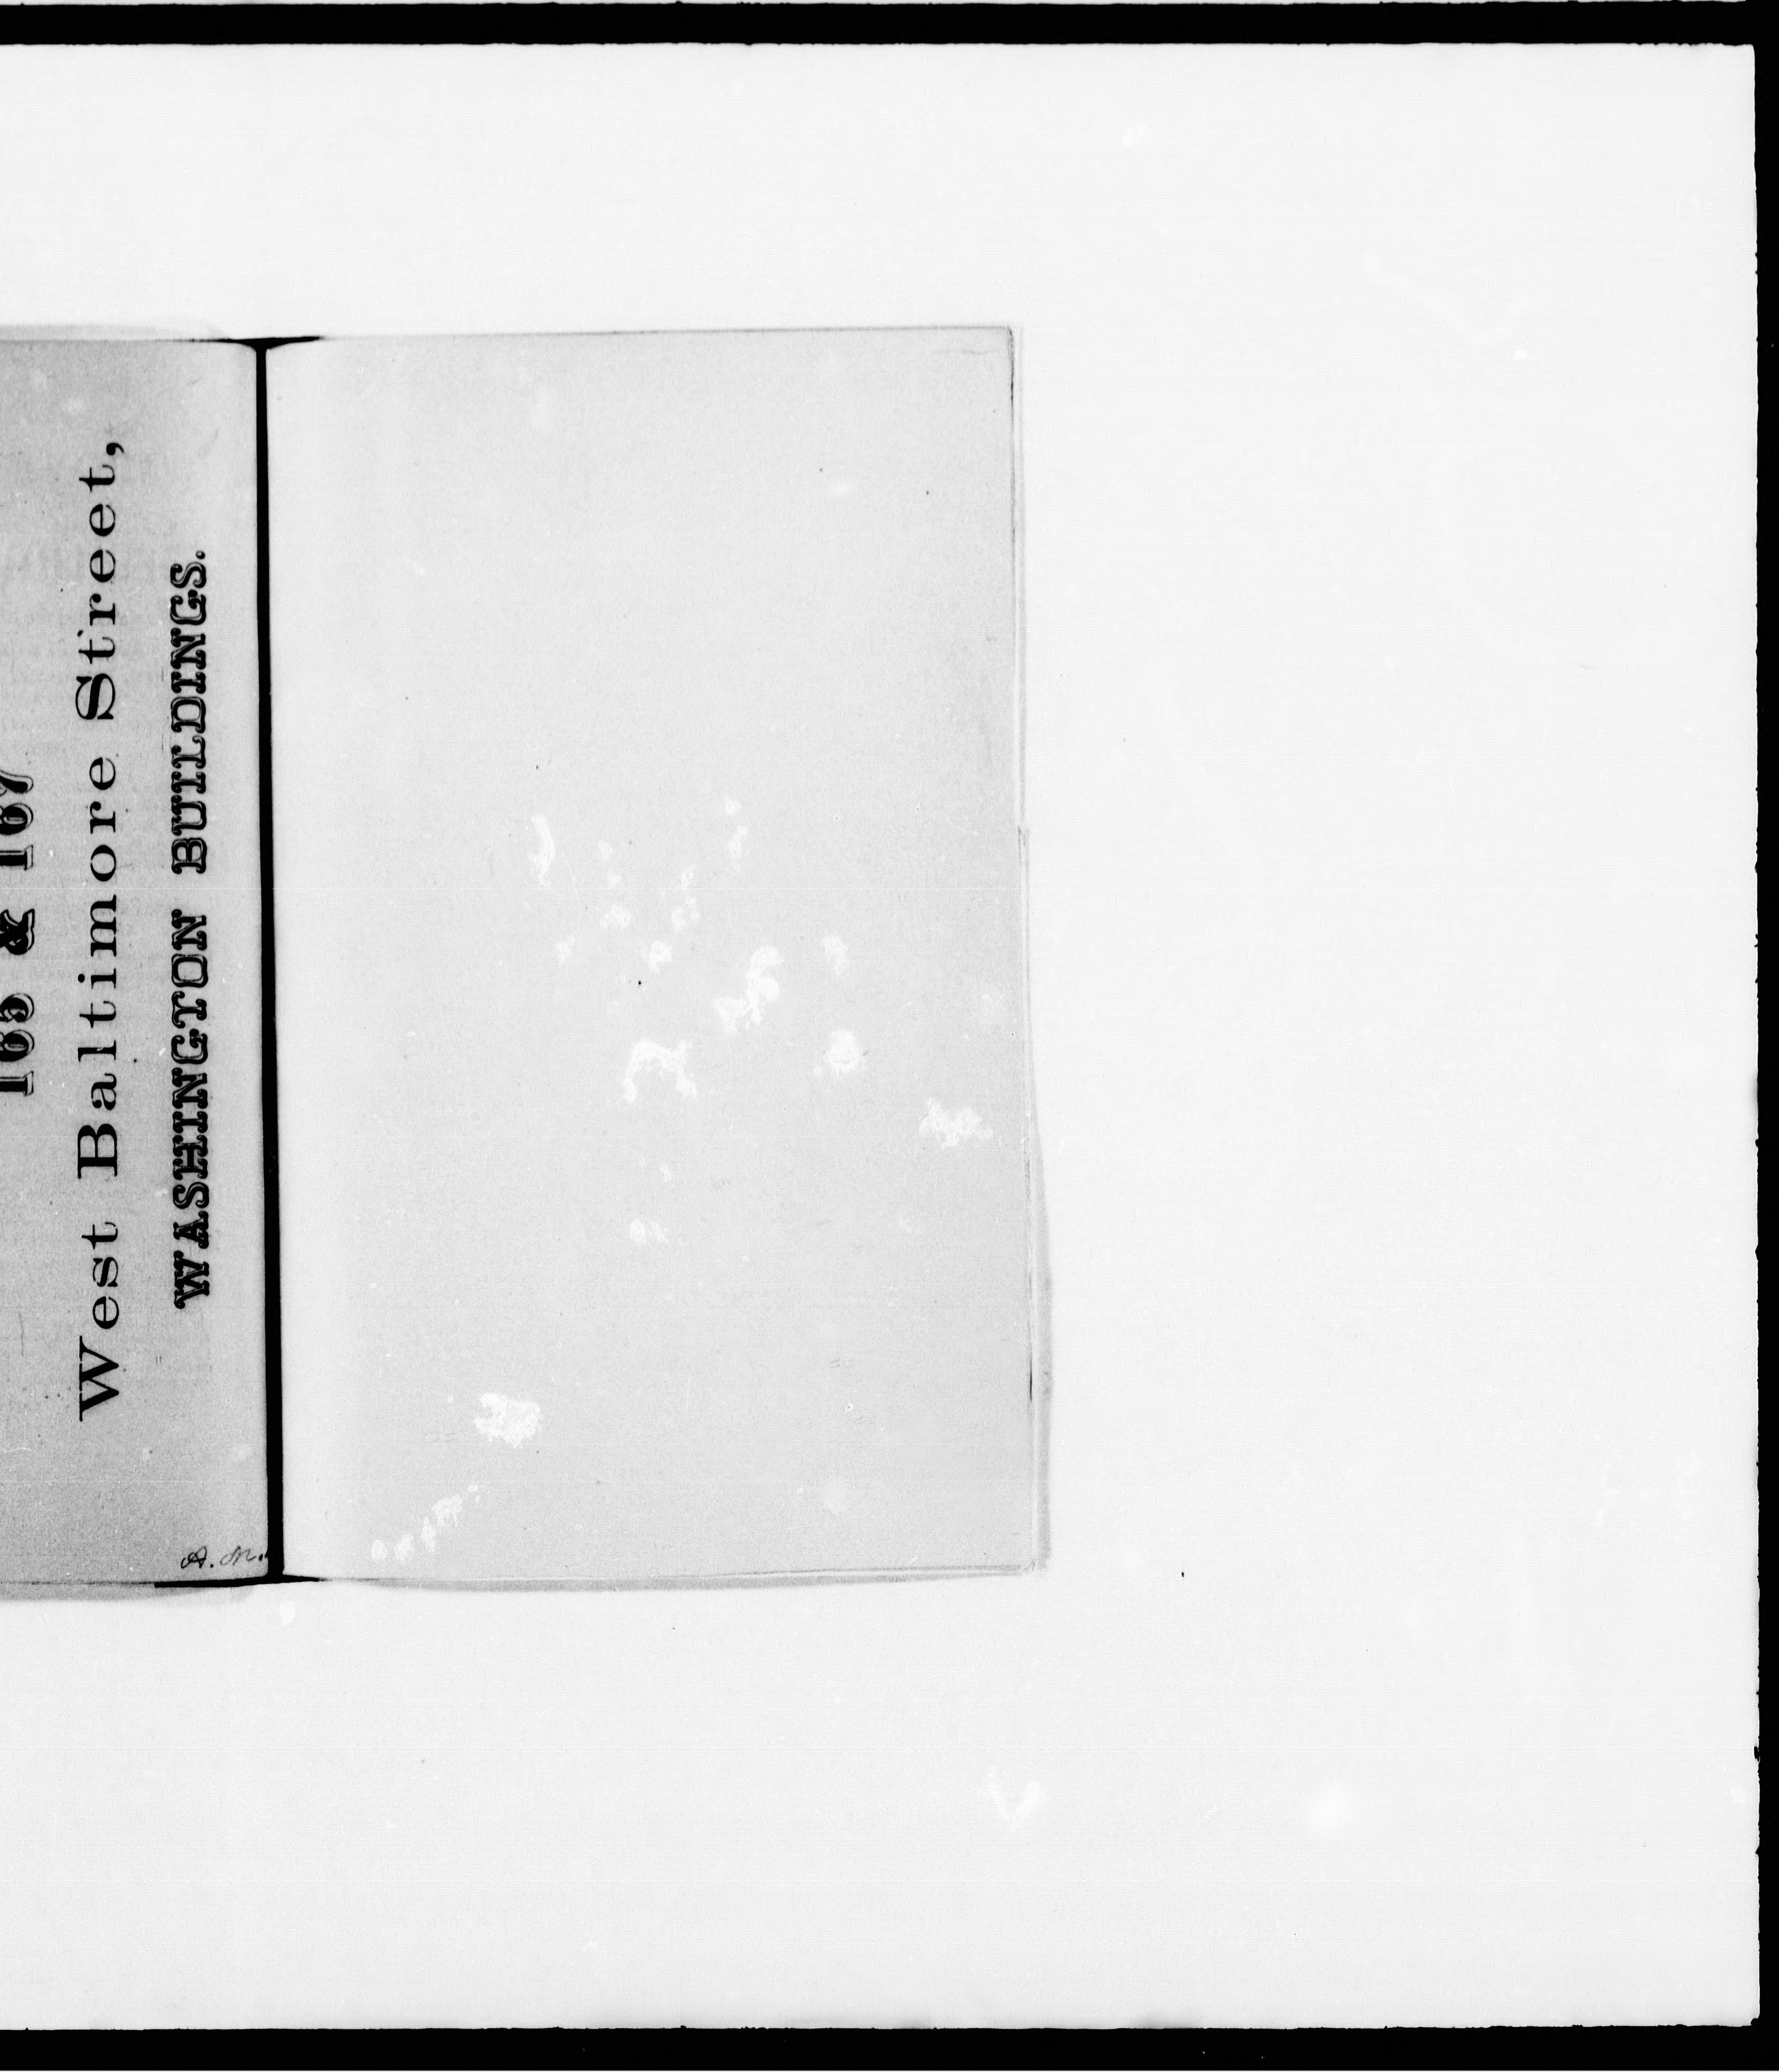 165 & 167
West Baltimore Street,
WASHINGTON BUILDINGS.
A. M.